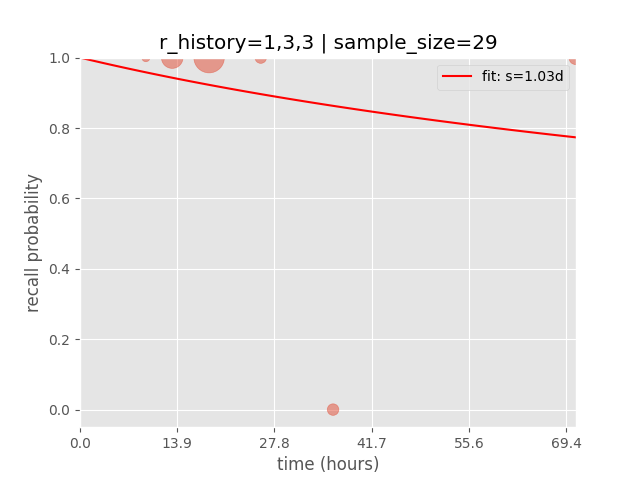 r_history=1,3,3 | sample_size=29
fit: s=1.03d
recall probability
1.0
0.8
0.6
0.4
0.2
0.0
0.0 13.9 27.8 41.7 55.6 69.4
time (hours)